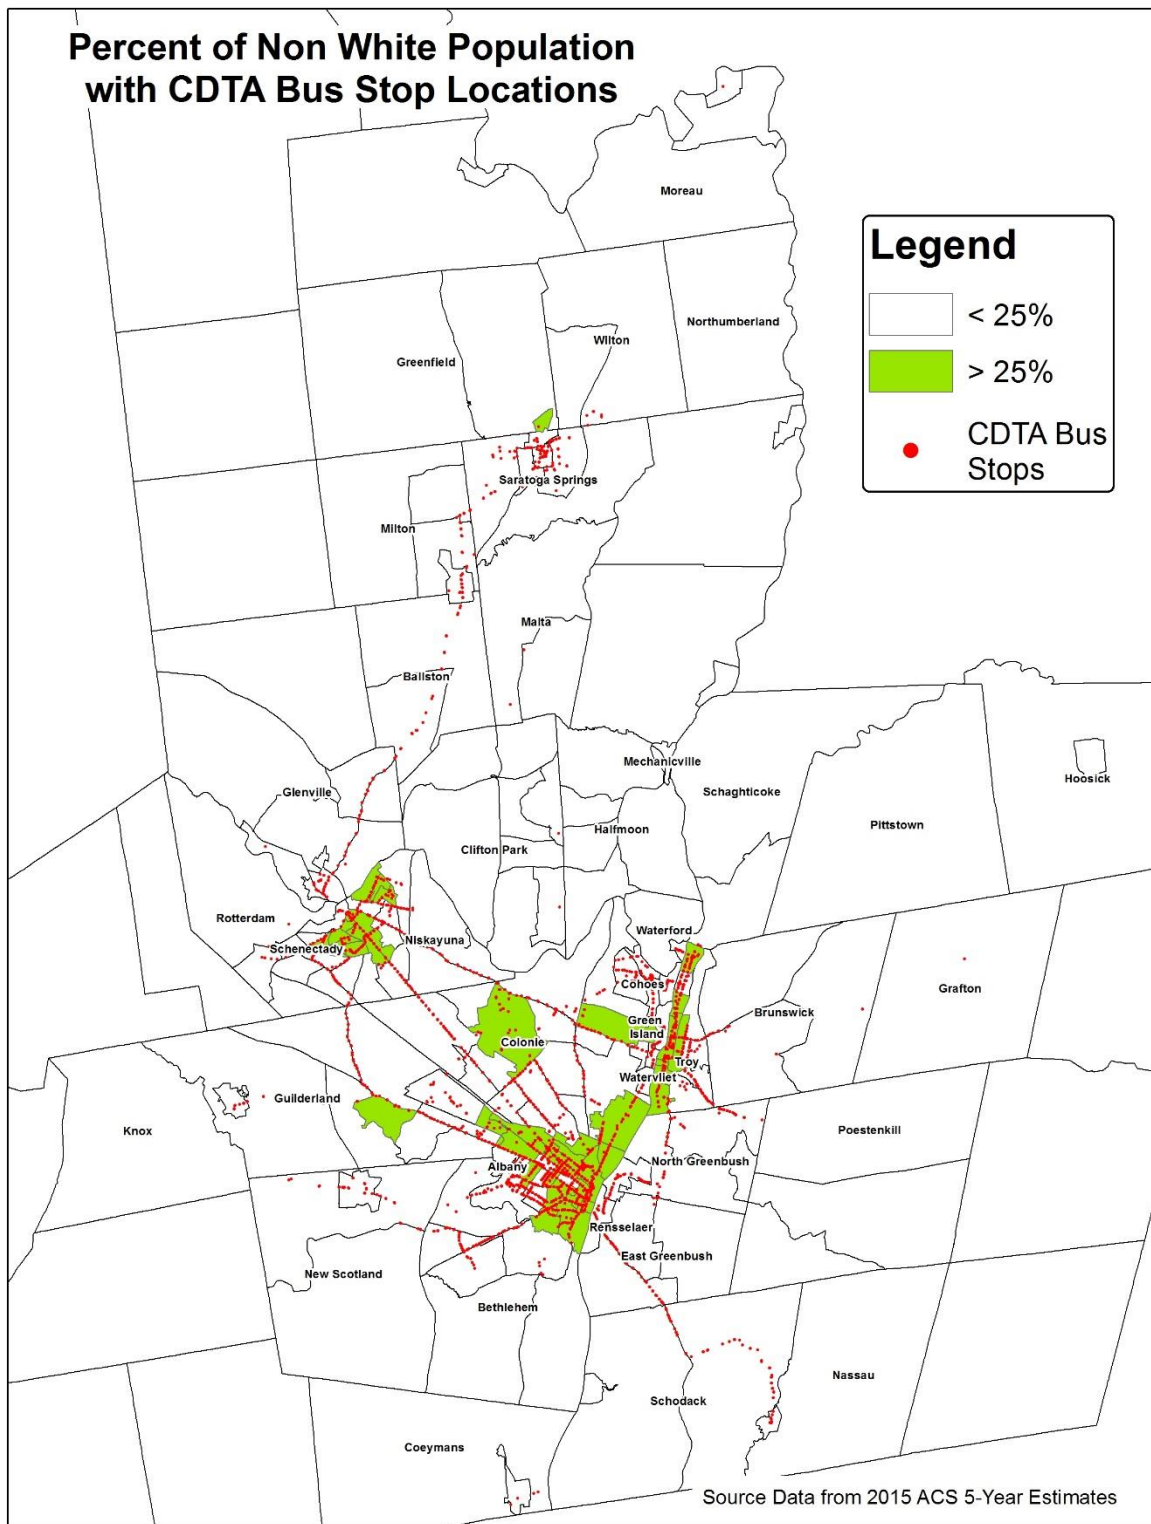 Percent of Non White Population
with CDTA Bus Stop Locations
Moreau
Legend
< 25%
> 25%
CDTA Bus
Stops
Northumberland
Wilton
Greenfield
Saratoga Springs
Milton
Malta
Ballston
Mechanicville
Hoosick
Glenville
Schaghticoke
Pittstown
Halfmoon
Clifton Park
Rotterdam
Waterford
Niskayuna
Schenectady
Cohoes
Grafton
Brunswick
Green
Island
Colonie
Troy
Watervliet
Guilderland
Knox
Poestenkill
North Greenbush
Albany
Rensselaer
East Greenbush
New Scotland
Bethlehem
Nassau
Schodack
Coeymans
Source Data from 2015 ACS 5-Year Estimates